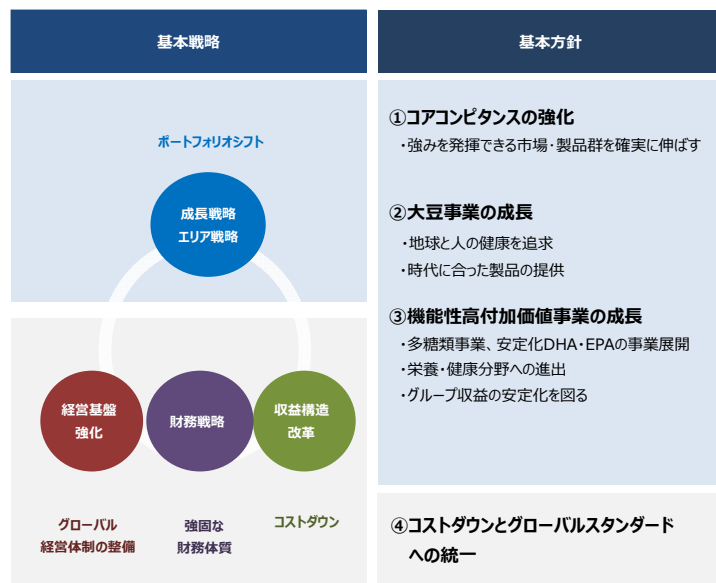 基本戦略
ポートフォリオシフト
成長戦略
エリア戦略
経営基盤
強化
財務戦略
収益構造
改革
グローバル
経営体制の整備
強固な
財務体質
コストダウン
基本方針
①コアコンピタンスの強化
・強みを発揮できる市場・製品群を確実に伸ばす
②大豆事業の成長
・地球と人の健康を追求
・時代に合った製品の提供
③機能性高付加価値事業の成長
・多糖類事業、安定化DHA・EPAの事業展開
・栄養・健康分野への進出
・グループ収益の安定化を図る
④コストダウンとグローバルスタンダード
への統一